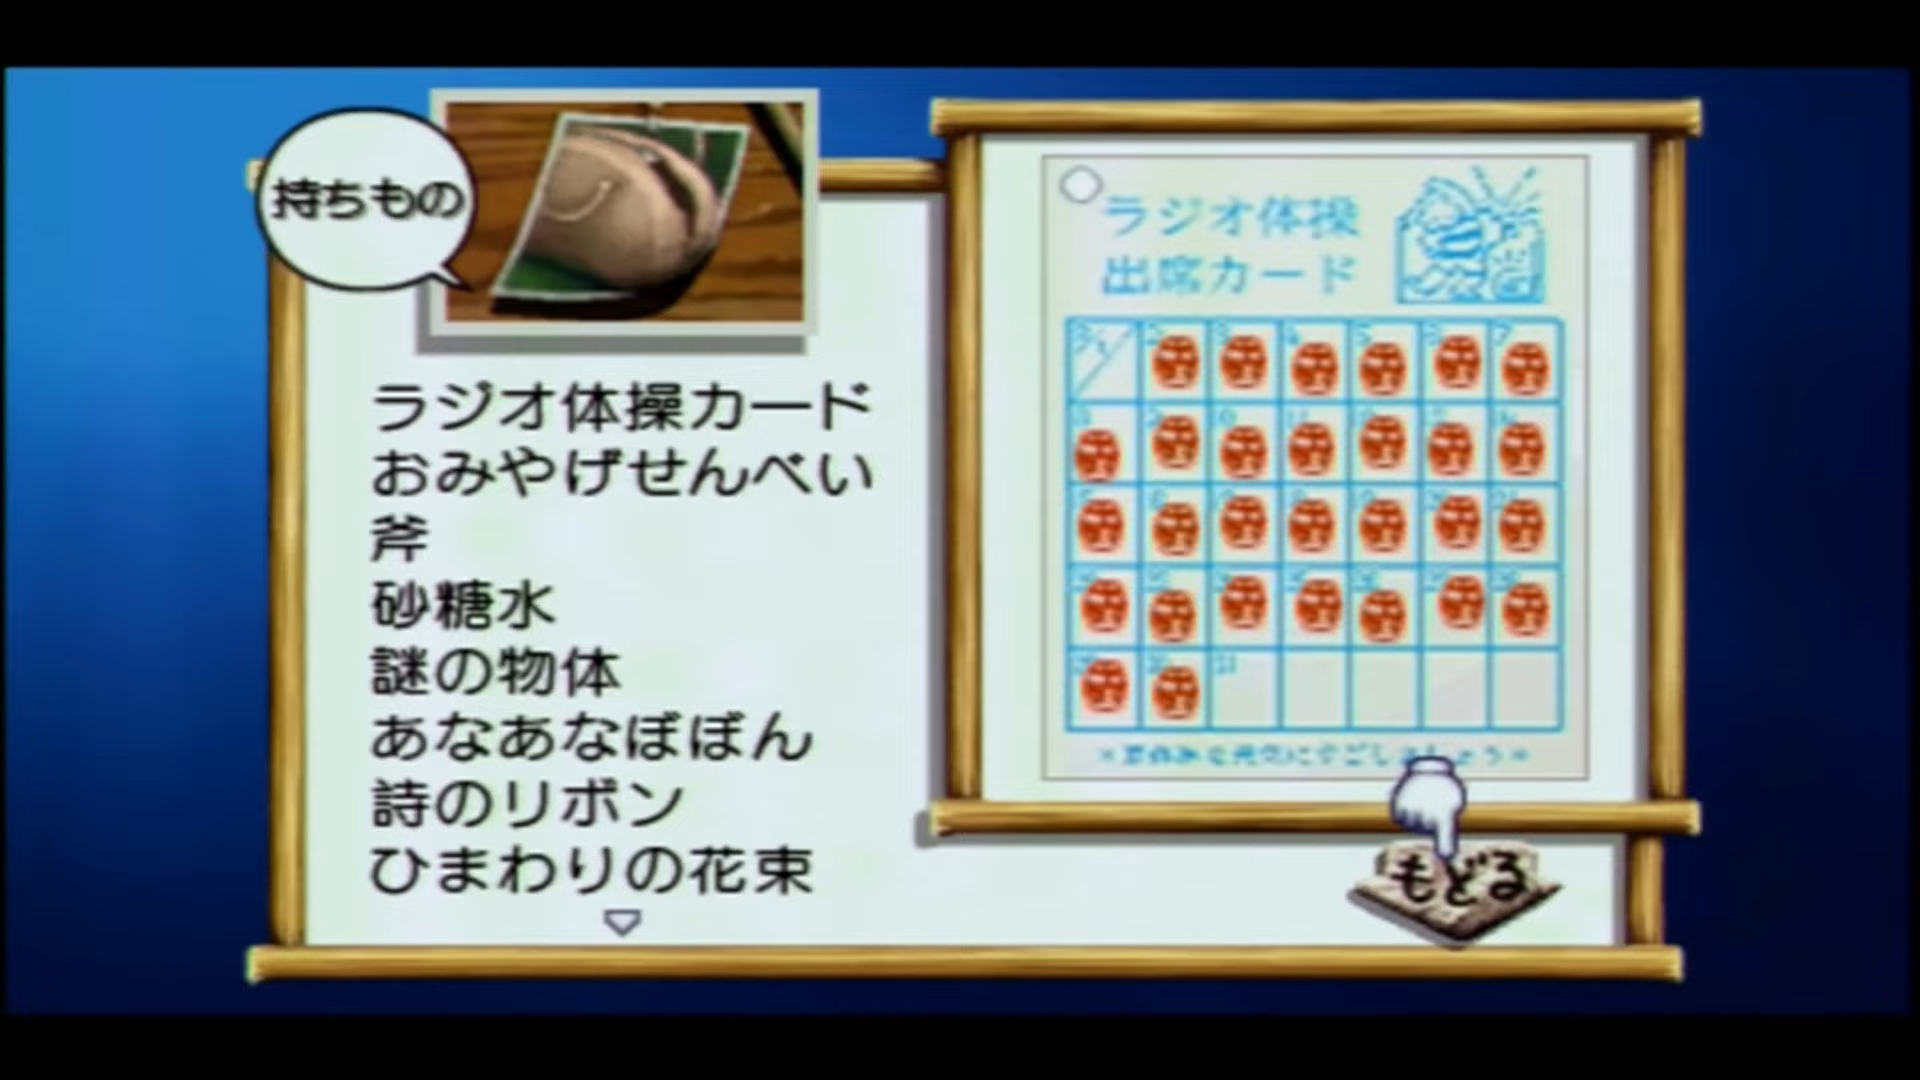 持ちもの
ラジオ体操カード
おみやげせんべい
斧
砂糖水
謎の物体
あなあなぼぼん
詩のリボン
ひまわりの花束
ラジオ体操
出席カード
もどる